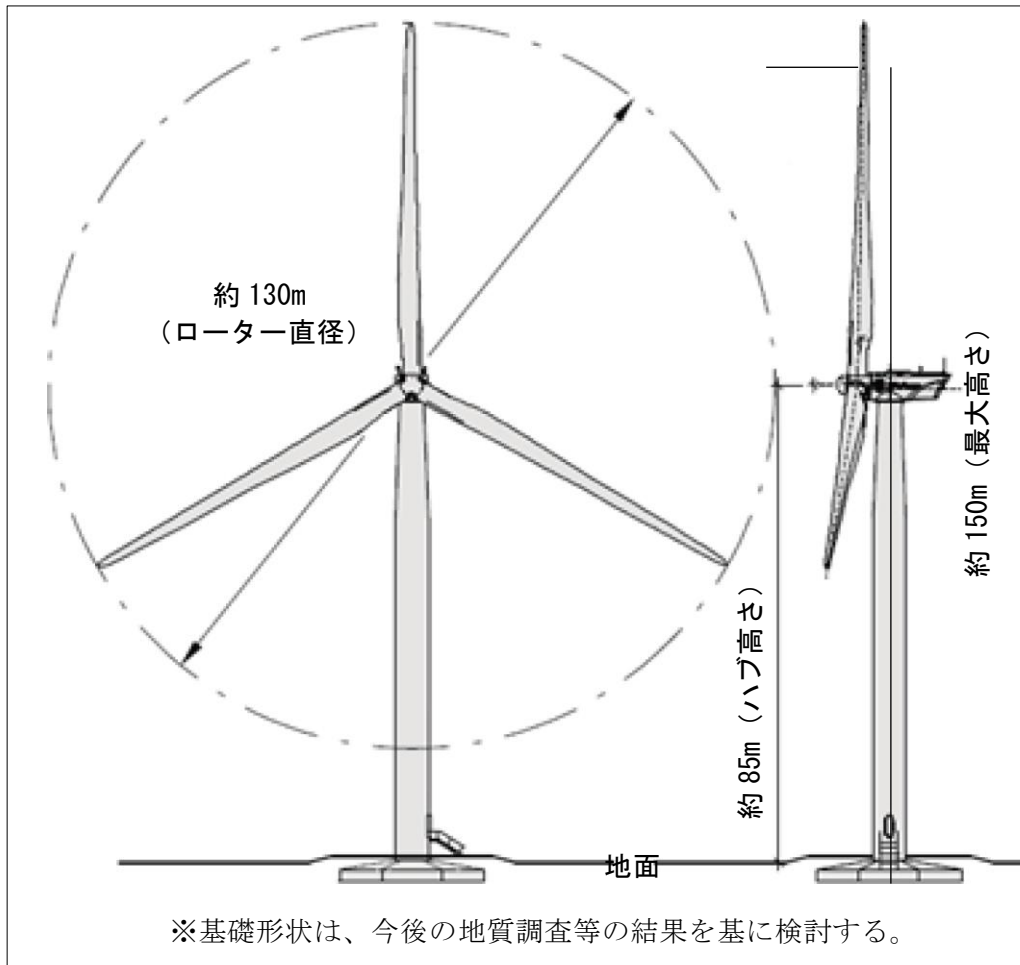 約 130m
（ローター直径）
約 85m（ハブ高さ）
約 150m（最大高さ）
地面
※基礎形状は、今後の地質調査等の結果を基に検討する。